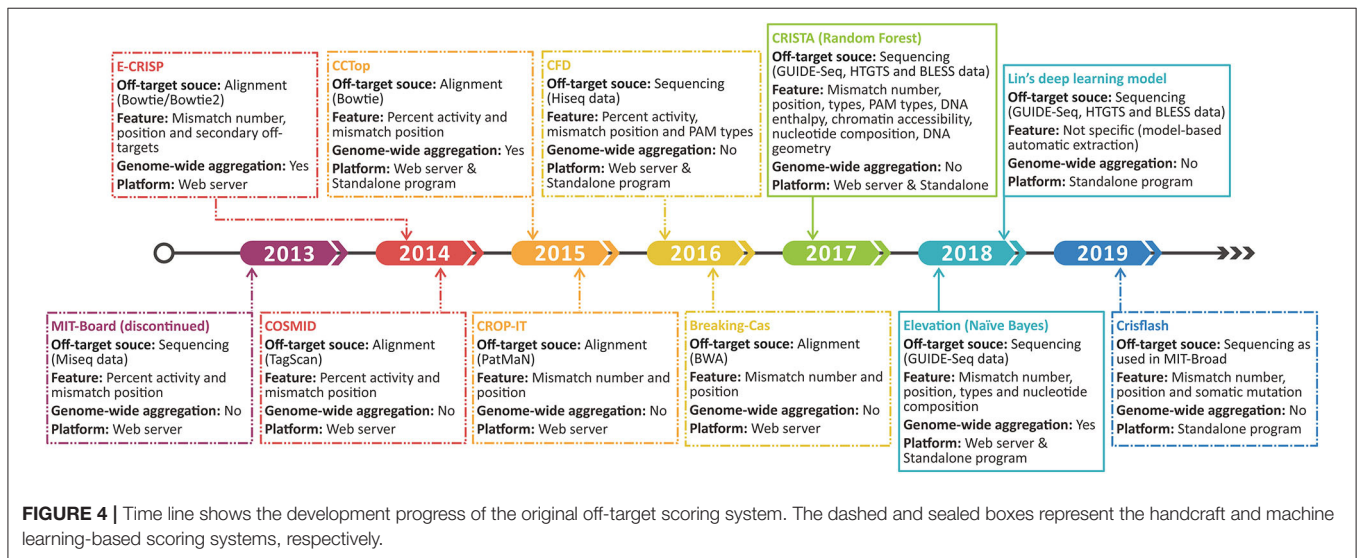 E-CRISP
Off-target souce: Alignment
(Bowtie/Bowtie2)
Feature: Mismatch number,
position and secondary off-
targets
Genome-wide aggregation: Yes
Platform: Web server
CCTop
Off-target souce: Alignment
(Bowtie)
Feature: Percent activity and
mismatch position
Genome-wide aggregation: Yes
Platform: Web server &
Standalone program
CFD
Off-target souce: Sequencing
(Hiseq data)
Feature: Percent activity,
mismatch position and PAM types
Genome-wide aggregation: No
Platform: Web server &
Standalone program
CRISTA (Random Forest)
Off-target souce: Sequencing
(GUIDE-Seq, HTGTS and BLESS data)
Feature: Mismatch number,
position, types, PAM types, DNA
enthalpy, chromatin accessibility,
nucleotide composition, DNA
geometry
Genome-wide aggregation: No
Platform: Web server & Standalone
Lin's deep learning model
Off-target souce: Sequencing
(GUIDE-Seq, HTGTS and BLESS data)
Feature: Not specific (model-based
automatic extraction)
Genome-wide aggregation: No
Platform: Standalone program
2013
2014
2015
2016
2017
2018
2019
MIT-Board (discontinued)
Off-target souce: Sequencing
(Miseq data)
Feature: Percent activity and
mismatch position
Genome-wide aggregation: No
Platform: Web server
COSMID
Off-target souce: Alignment
(TagScan)
Feature: Percent activity and
mismatch position
Genome-wide aggregation: No
Platform: Web server
CROP-IT
Off-target souce: Alignment
(PatMaN)
Feature: Mismatch number and
position
Genome-wide aggregation: No
Platform: Web server
Breaking-Cas
Off-target souce: Alignment
(BWA)
Feature: Mismatch number and
position
Genome-wide aggregation: No
Platform: Web server
Elevation (Naïve Bayes)
Off-target souce: Sequencing
(GUIDE-Seq data)
Feature: Mismatch number,
position, types and nucleotide
composition
Genome-wide aggregation: Yes
Platform: Web server &
Standalone program
Crisflash
Off-target souce: Sequencing as
used in MIT-Broad
Feature: Mismatch number,
position and somatic mutation
Genome-wide aggregation: No
Platform: Standalone program
FIGURE 4 | Time line shows the development progress of the original off-target scoring system. The dashed and sealed boxes represent the handcraft and machine
learning-based scoring systems, respectively.